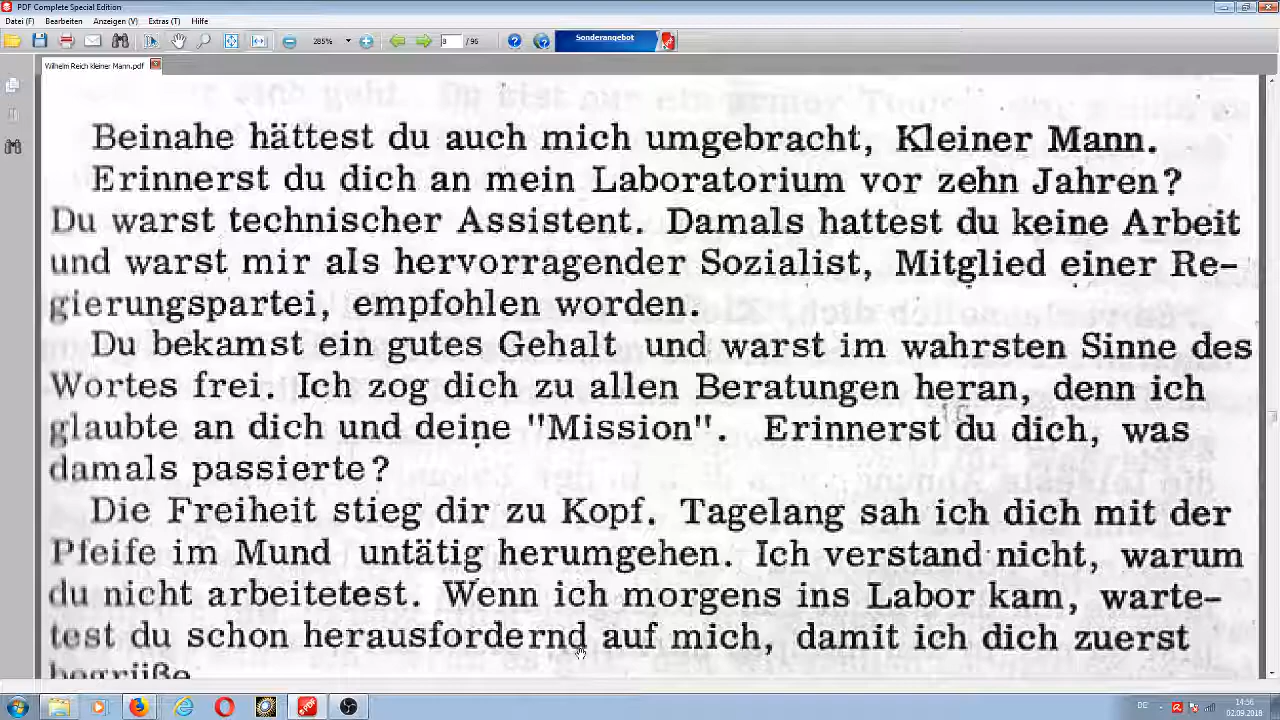 PDF Complete Special Edition
Datei (F) Bearbeiten Anzeigen (V) Extras (T) Hilfe
285% 8 / 95 Sonderangebot
Wilhelm Reich kleiner Mann.pdf
Beinahe hättest du auch mich umgebracht, Kleiner Mann.
Erinnerst du dich an mein Laboratorium vor zehn Jahren?
Du warst technischer Assistent. Damals hattest du keine Arbeit
und warst mir als hervorragender Sozialist, Mitglied einer Re-
gierungspartei, empfohlen worden.
Du bekamst ein gutes Gehalt und warst im wahrsten Sinne des
Wortes frei. Ich zog dich zu allen Beratungen heran, denn ich
glaubte an dich und deine "Mission". Erinnerst du dich, was
damals passierte?
Die Freiheit stieg dir zu Kopf. Tagelang sah ich dich mit der
Pfeife im Mund untätig herumgehen. Ich verstand nicht, warum
du nicht arbeitetest. Wenn ich morgens ins Labor kam, warte-
test du schon herausfordernd auf mich, damit ich dich zuerst
begrüße.
DE 14:56
02.09.2018